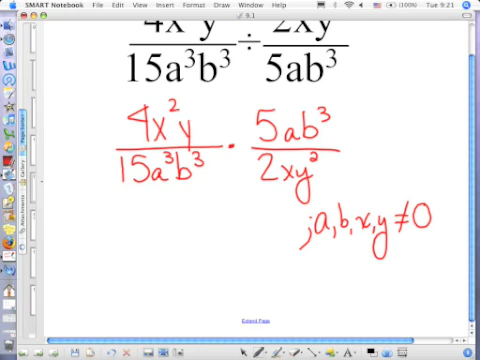 SMART Notebook File Edit View Insert Format Draw Window Help (100%) Tue 9:21
9.1
4x²y/15a³b³ ÷ 2xy²/5ab³
4x²y/15a³b³ · 5ab³/2xy²
; a, b, x, y ≠ 0
Extend Page